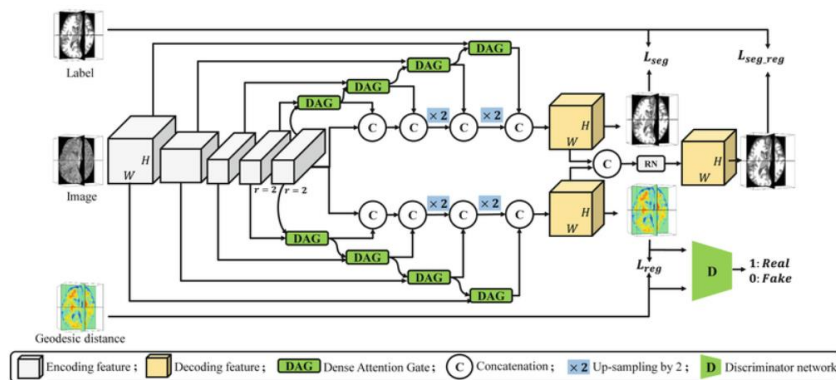 Label
Image
Geodesic distance
H
W
r = 2
r = 2
DAG
DAG
DAG
DAG
C
C
× 2
C
× 2
C
H
W
L_seg
L_seg_reg
C
RN
H
W
C
C
× 2
C
× 2
C
H
W
DAG
DAG
DAG
DAG
L_reg
D
1: Real
0: Fake
Encoding feature ; Decoding feature ; DAG Dense Attention Gate ; C Concatenation ; × 2 Up-sampling by 2 ; D Discriminator network